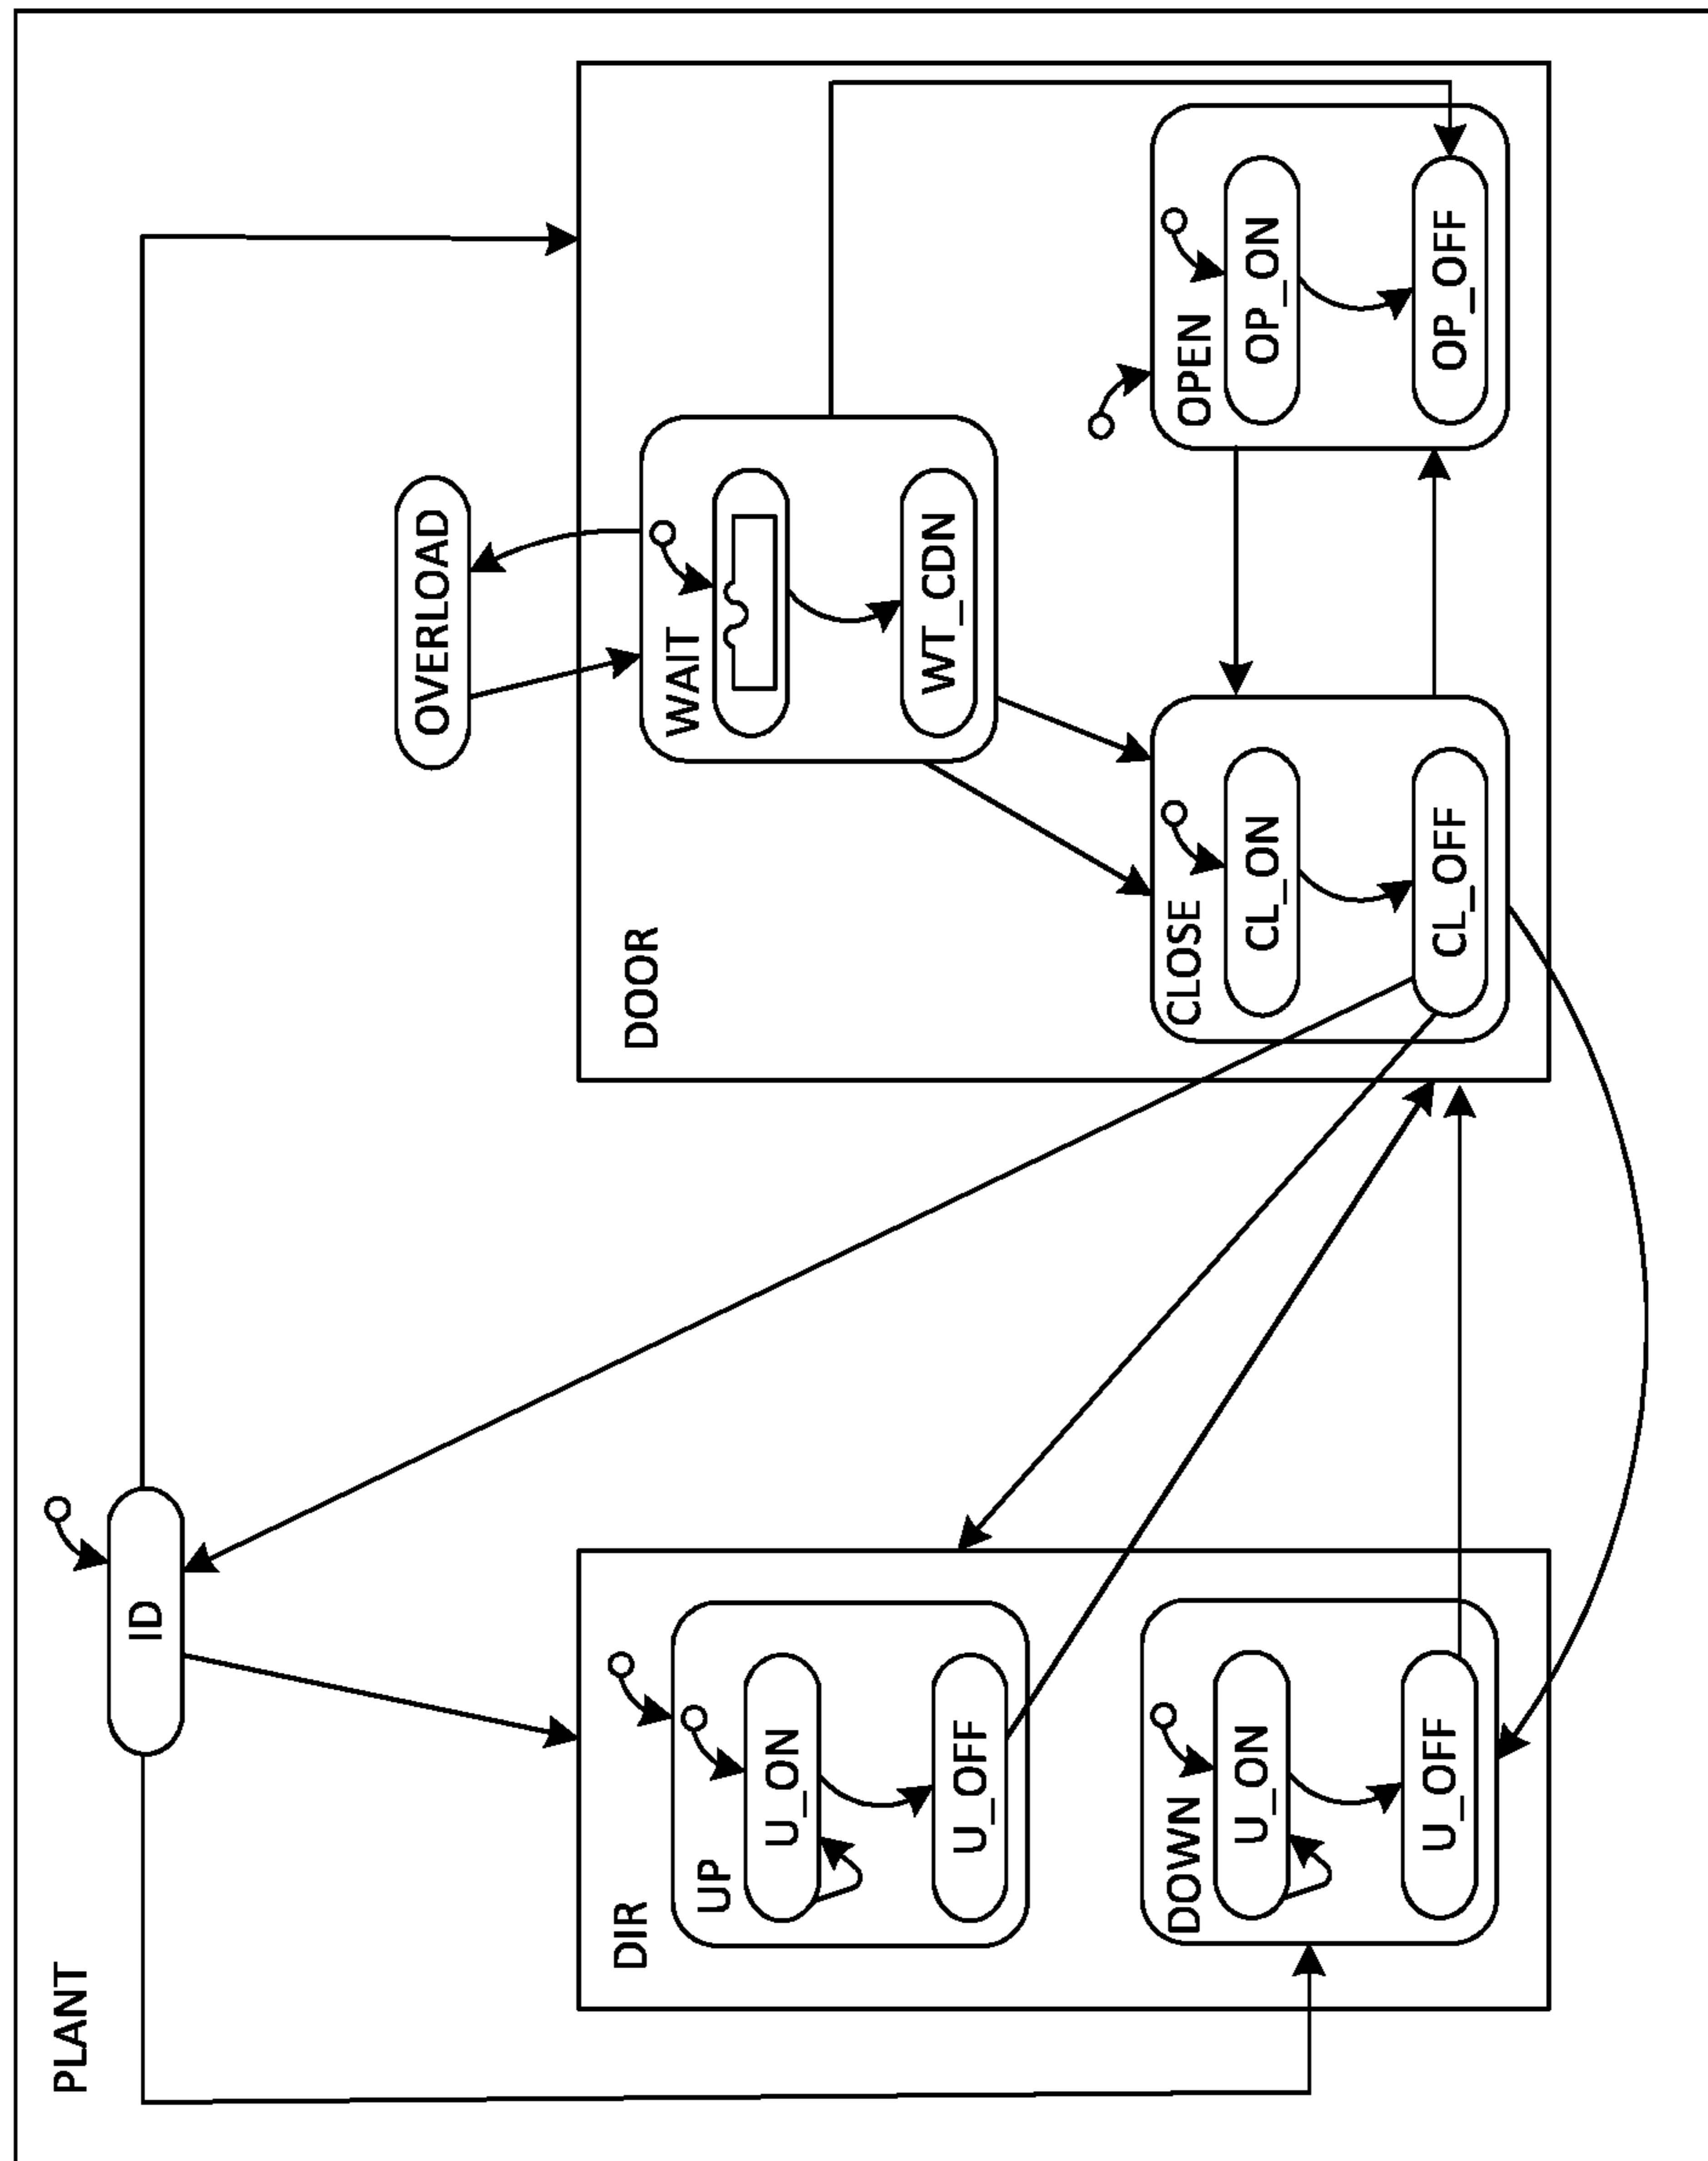 PLANT
ID
OVERLOAD
DIR
UP
U_ON
U_OFF
DOWN
U_ON
U_OFF
DOOR
WAIT
WT_CDN
CLOSE
CL_ON
CL_OFF
OPEN
OP_ON
OP_OFF